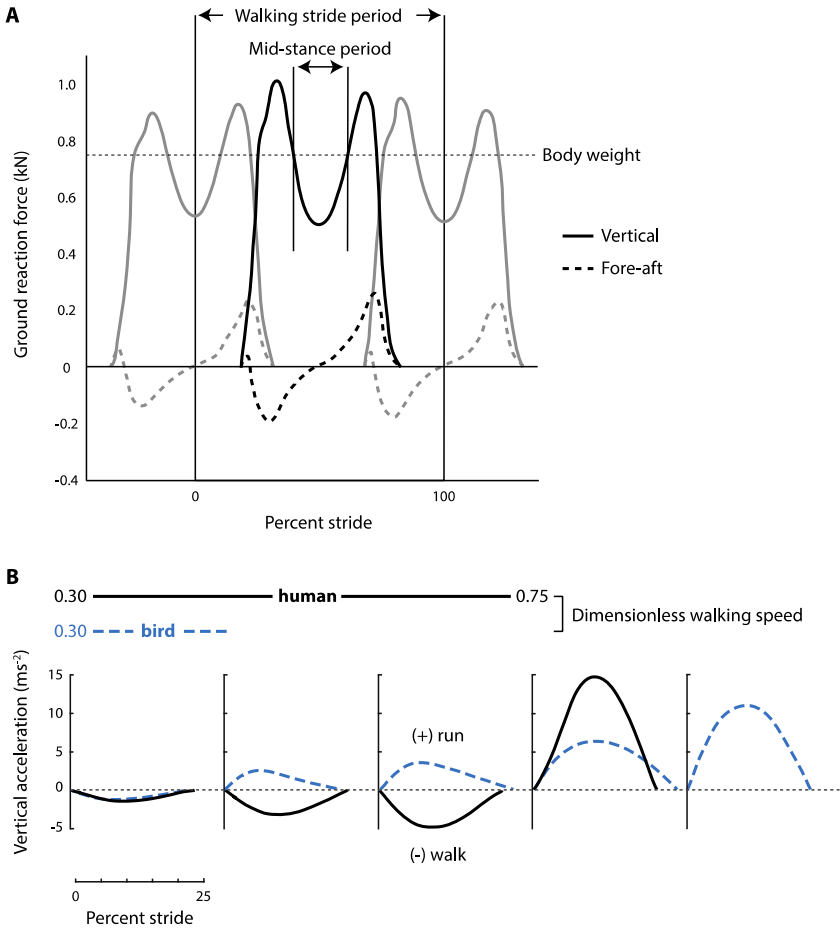 A
Walking stride period
Mid-stance period
1.0
0.8
0.6
0.4
0.2
0
-0.2
-0.4
Ground reaction force (kN)
Body weight
Vertical
Fore-aft
0
100
Percent stride
B
0.30
human
0.75
0.30
bird
Dimensionless walking speed
Vertical acceleration (ms⁻²)
15
10
5
0
-5
(+) run
(-) walk
0
25
Percent stride